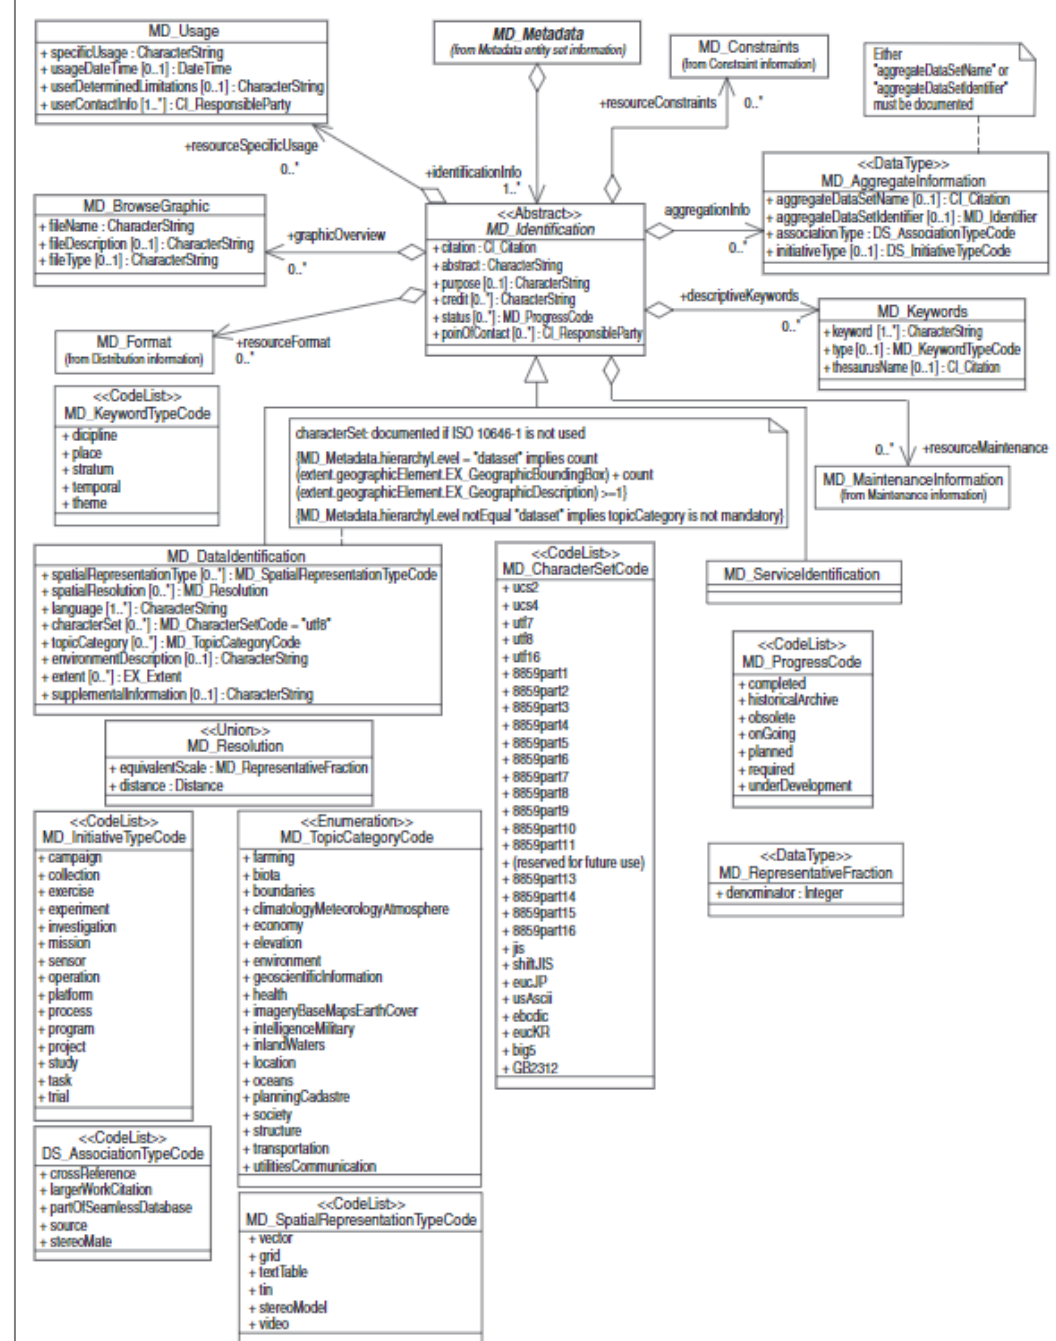 MD_Usage
+ specificUsage : CharacterString
+ usageDateTime [0..1] : DateTime
+ userDeterminedLimitations [0..1] : CharacterString
+ userContactInfo [1..*] : CI_ResponsibleParty
MD_Metadata
(from Metadata entity set information)
MD_Constraints
(from Constraint information)
Either
"aggregateDataSetName" or
"aggregateDataSetIdentifier"
must be documented
+resourceConstraints
0..*
+resourceSpecificUsage
0..*
+identificationInfo
1..*
<<DataType>>
MD_AggregateInformation
+ aggregateDataSetName [0..1] : CI_Citation
+ aggregateDataSetIdentifier [0..1] : MD_Identifier
+ associationType : DS_AssociationTypeCode
+ initiativeType [0..1] : DS_InitiativeTypeCode
MD_BrowseGraphic
+ fileName : CharacterString
+ fileDescription [0..1] : CharacterString
+ fileType [0..1] : CharacterString
+graphicOverview
0..*
<<Abstract>>
MD_Identification
+ citation : CI_Citation
+ abstract : CharacterString
+ purpose [0..1] : CharacterString
+ credit [0..*] : CharacterString
+ status [0..*] : MD_ProgressCode
+ poinOfContact [0..*] : CI_ResponsibleParty
aggregationInfo
0..*
+descriptiveKeywords
0..*
MD_Keywords
+ keyword [1..*] : CharacterString
+ type [0..1] : MD_KeywordTypeCode
+ thesaurusName [0..1] : CI_Citation
MD_Format
(from Distribution information)
+resourceFormat
0..*
<<CodeList>>
MD_KeywordTypeCode
+ dicipline
+ place
+ stratum
+ temporal
+ theme
characterSet: documented if ISO 10646-1 is not used
{MD_Metadata.hierarchyLevel = "dataset" implies count
(extent.geographicElement.EX_GeographicBoundingBox) + count
(extent.geographicElement.EX_GeographicDescription) >=1}
{MD_Metadata.hierarchyLevel notEqual "dataset" implies topicCategory is not mandatory}
0..*
+resourceMaintenance
MD_MaintenanceInformation
(from Maintenance information)
MD_DataIdentification
+ spatialRepresentationType [0..*] : MD_SpatialRepresentationTypeCode
+ spatialResolution [0..*] : MD_Resolution
+ language [1..*] : CharacterString
+ characterSet [0..*] : MD_CharacterSetCode = "utf8"
+ topicCategory [0..*] : MD_TopicCategoryCode
+ environmentDescription [0..1] : CharacterString
+ extent [0..*] : EX_Extent
+ supplementalInformation [0..1] : CharacterString
<<CodeList>>
MD_CharacterSetCode
+ ucs2
+ ucs4
+ utf7
+ utf8
+ utf16
+ 8859part1
+ 8859part2
+ 8859part3
+ 8859part4
+ 8859part5
+ 8859part6
+ 8859part7
+ 8859part8
+ 8859part9
+ 8859part10
+ 8859part11
+ (reserved for future use)
+ 8859part13
+ 8859part14
+ 8859part15
+ 8859part16
+ jis
+ shiftJIS
+ eucJP
+ usAscii
+ ebcdic
+ eucKR
+ big5
+ GB2312
MD_ServiceIdentification
<<CodeList>>
MD_ProgressCode
+ completed
+ historicalArchive
+ obsolete
+ onGoing
+ planned
+ required
+ underDevelopment
<<Union>>
MD_Resolution
+ equivalentScale : MD_RepresentativeFraction
+ distance : Distance
<<DataType>>
MD_RepresentativeFraction
+ denominator : Integer
<<CodeList>>
MD_InitiativeTypeCode
+ campaign
+ collection
+ exercise
+ experiment
+ investigation
+ mission
+ sensor
+ operation
+ platform
+ process
+ program
+ project
+ study
+ task
+ trial
<<Enumeration>>
MD_TopicCategoryCode
+ farming
+ biota
+ boundaries
+ climatologyMeteorologyAtmosphere
+ economy
+ elevation
+ environment
+ geoscientificInformation
+ health
+ imageryBaseMapsEarthCover
+ intelligenceMilitary
+ inlandWaters
+ location
+ oceans
+ planningCadastre
+ society
+ structure
+ transportation
+ utilitiesCommunication
<<CodeList>>
DS_AssociationTypeCode
+ crossReference
+ largerWorkCitation
+ partOfSeamlessDatabase
+ source
+ stereoMate
<<CodeList>>
MD_SpatialRepresentationTypeCode
+ vector
+ grid
+ textTable
+ tin
+ stereoModel
+ video